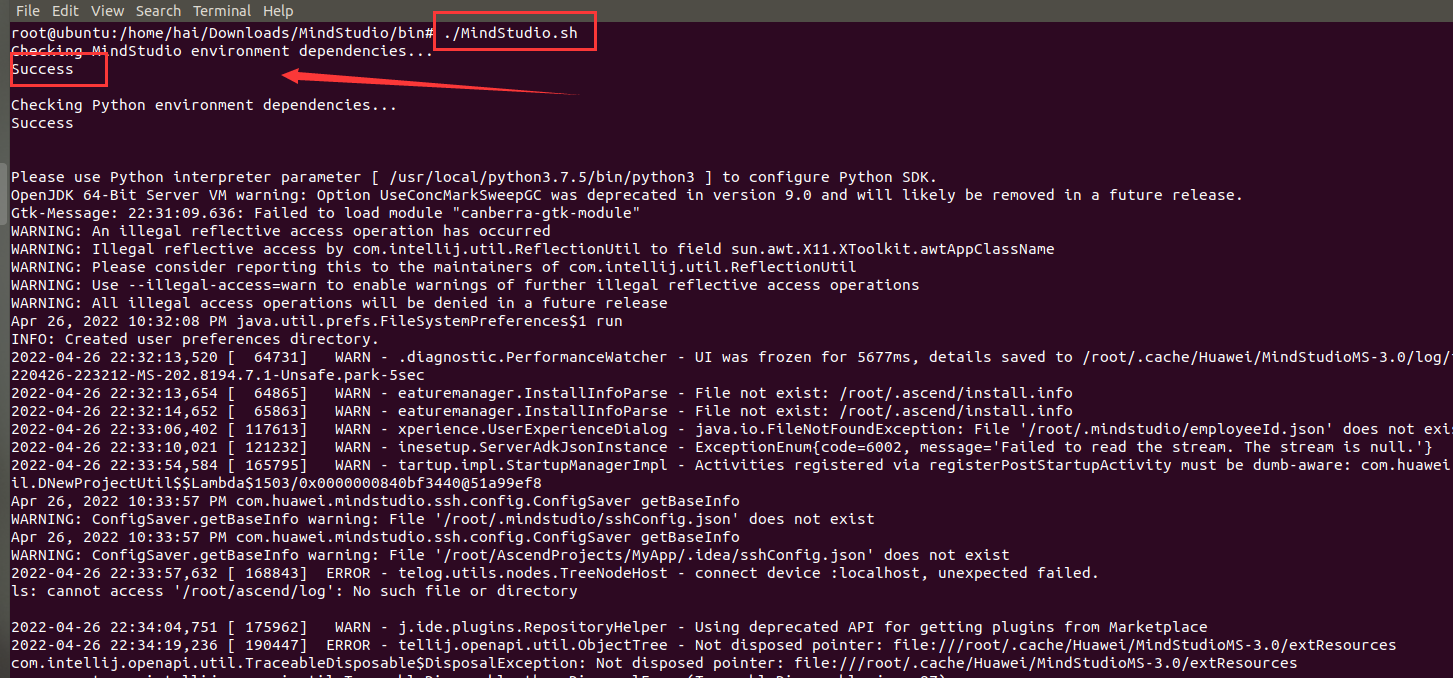 File Edit View Search Terminal Help
root@ubuntu:/home/hai/Downloads/MindStudio/bin# ./MindStudio.sh
Checking MindStudio environment dependencies...
Success
Checking Python environment dependencies...
Success
Please use Python interpreter parameter [ /usr/local/python3.7.5/bin/python3 ] to configure Python SDK.
OpenJDK 64-Bit Server VM warning: Option UseConcMarkSweepGC was deprecated in version 9.0 and will likely be removed in a future release.
Gtk-Message: 22:31:09.636: Failed to load module "canberra-gtk-module"
WARNING: An illegal reflective access operation has occurred
WARNING: Illegal reflective access by com.intellij.util.ReflectionUtil to field sun.awt.X11.XToolkit.awtAppClassName
WARNING: Please consider reporting this to the maintainers of com.intellij.util.ReflectionUtil
WARNING: Use --illegal-access=warn to enable warnings of further illegal reflective access operations
WARNING: All illegal access operations will be denied in a future release
Apr 26, 2022 10:32:08 PM java.util.prefs.FileSystemPreferences$1 run
INFO: Created user preferences directory.
2022-04-26 22:32:13,520 [  64731]   WARN - .diagnostic.PerformanceWatcher - UI was frozen for 5677ms, details saved to /root/.cache/Huawei/MindStudioMS-3.0/log/
220426-223212-MS-202.8194.7.1-Unsafe.park-5sec
2022-04-26 22:32:13,654 [  64865]   WARN - eaturemanager.InstallInfoParse - File not exist: /root/.ascend/install.info
2022-04-26 22:32:14,652 [  65863]   WARN - eaturemanager.InstallInfoParse - File not exist: /root/.ascend/install.info
2022-04-26 22:33:06,402 [ 117613]   WARN - xperience.UserExperienceDialog - java.io.FileNotFoundException: File '/root/.mindstudio/employeeId.json' does not exi
2022-04-26 22:33:10,021 [ 121232]   WARN - inesetup.ServerAdkJsonInstance - ExceptionEnum{code=6002, message='Failed to read the stream. The stream is null.'}
2022-04-26 22:33:54,584 [ 165795]   WARN - tartup.impl.StartupManagerImpl - Activities registered via registerPostStartupActivity must be dumb-aware: com.huawei
il.DNewProjectUtil$$Lambda$1503/0x0000000840bf3440@51a99ef8
Apr 26, 2022 10:33:57 PM com.huawei.mindstudio.ssh.config.ConfigSaver getBaseInfo
WARNING: ConfigSaver.getBaseInfo warning: File '/root/.mindstudio/sshConfig.json' does not exist
Apr 26, 2022 10:33:57 PM com.huawei.mindstudio.ssh.config.ConfigSaver getBaseInfo
WARNING: ConfigSaver.getBaseInfo warning: File '/root/AscendProjects/MyApp/.idea/sshConfig.json' does not exist
2022-04-26 22:33:57,632 [ 168843]  ERROR - telog.utils.nodes.TreeNodeHost - connect device :localhost, unexpected failed.
ls: cannot access '/root/ascend/log': No such file or directory
2022-04-26 22:34:04,751 [ 175962]   WARN - j.ide.plugins.RepositoryHelper - Using deprecated API for getting plugins from Marketplace
2022-04-26 22:34:19,236 [ 190447]  ERROR - tellij.openapi.util.ObjectTree - Not disposed pointer: file:///root/.cache/Huawei/MindStudioMS-3.0/extResources
com.intellij.openapi.util.TraceableDisposable$DisposalException: Not disposed pointer: file:///root/.cache/Huawei/MindStudioMS-3.0/extResources